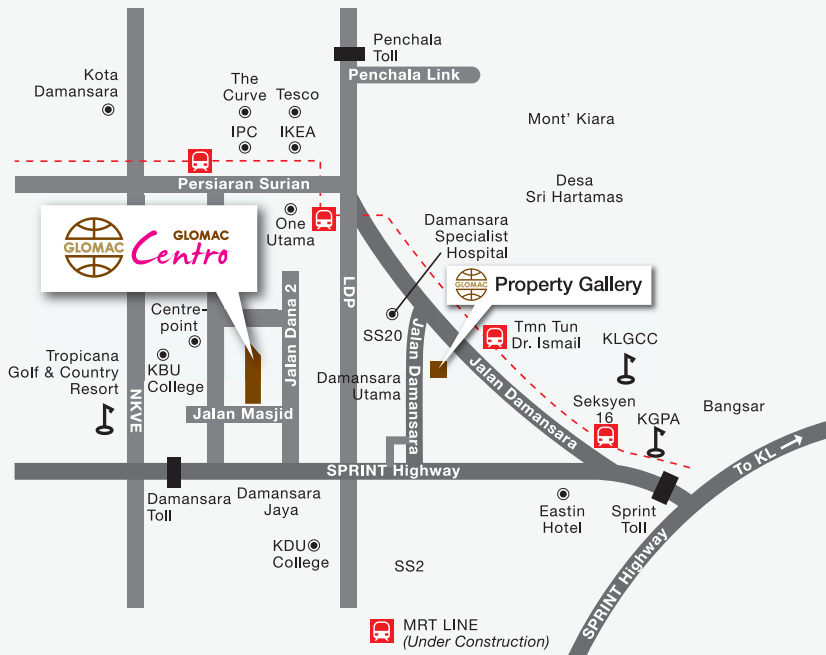 Penchala
Toll
Penchala Link
Kota
Damansara
The
Curve
Tesco
IPC
IKEA
Mont' Kiara
Persiaran Surian
Desa
Sri Hartamas
GLOMAC
GLOMAC
Centro
One
Utama
Damansara
Specialist
Hospital
GLOMAC
Property Gallery
LDP
Jalan Dana 2
Centre-
point
SS20
Jalan Damansara
Tmn Tun
Dr. Ismail
KLGCC
Tropicana
Golf & Country
Resort
KBU
College
Damansara
Utama
Jalan Damansara
NKVE
Jalan Masjid
Seksyen
16
KGPA
Bangsar
SPRINT Highway
To KL
Damansara
Toll
Damansara
Jaya
Eastin
Hotel
Sprint
Toll
KDU
College
SS2
SPRINT Highway
MRT LINE
(Under Construction)